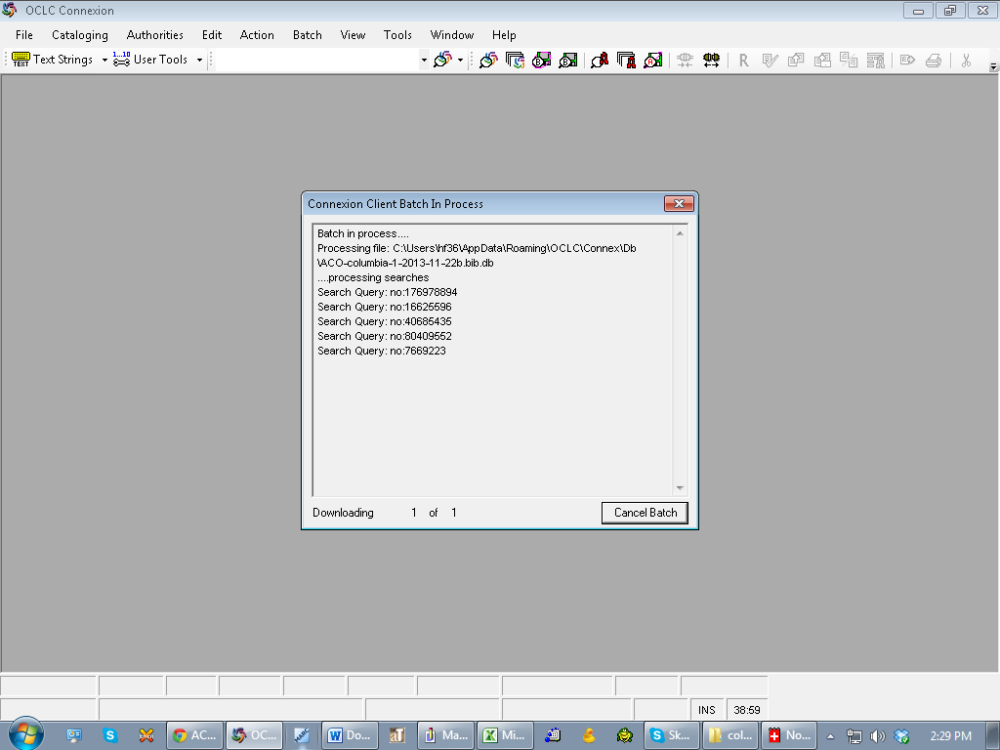 OCLC Connexion
File Cataloging Authorities Edit Action Batch View Tools Window Help
TEXT Text Strings User Tools R
Connexion Client Batch In Process
Batch in process....
Processing file: C:\Users\hf36\AppData\Roaming\OCLC\Connex\Db
\ACO-columbia-1-2013-11-22b.bib.db
....processing searches
Search Query: no:176978894
Search Query: no:16625596
Search Query: no:40685435
Search Query: no:80409552
Search Query: no:7669223
Downloading 1 of 1 Cancel Batch
INS 38:59
AC... OC... Do... aT Ma... Mi... Sk... col... No... 2:29 PM